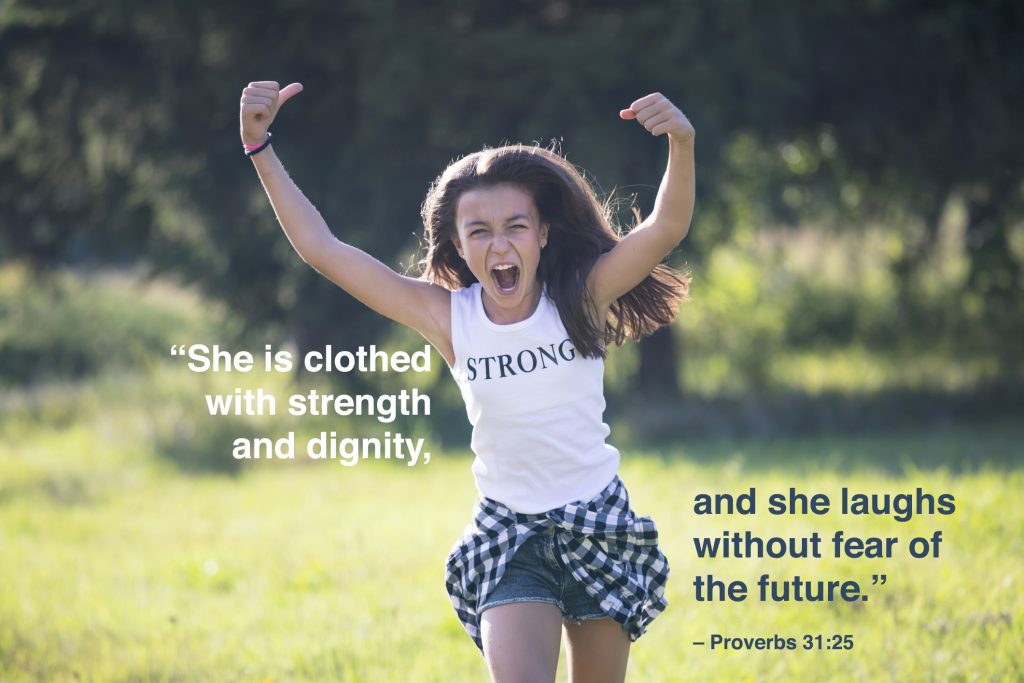 STRONG
“She is clothed
with strength
and dignity,
and she laughs
without fear of
the future.”
– Proverbs 31:25